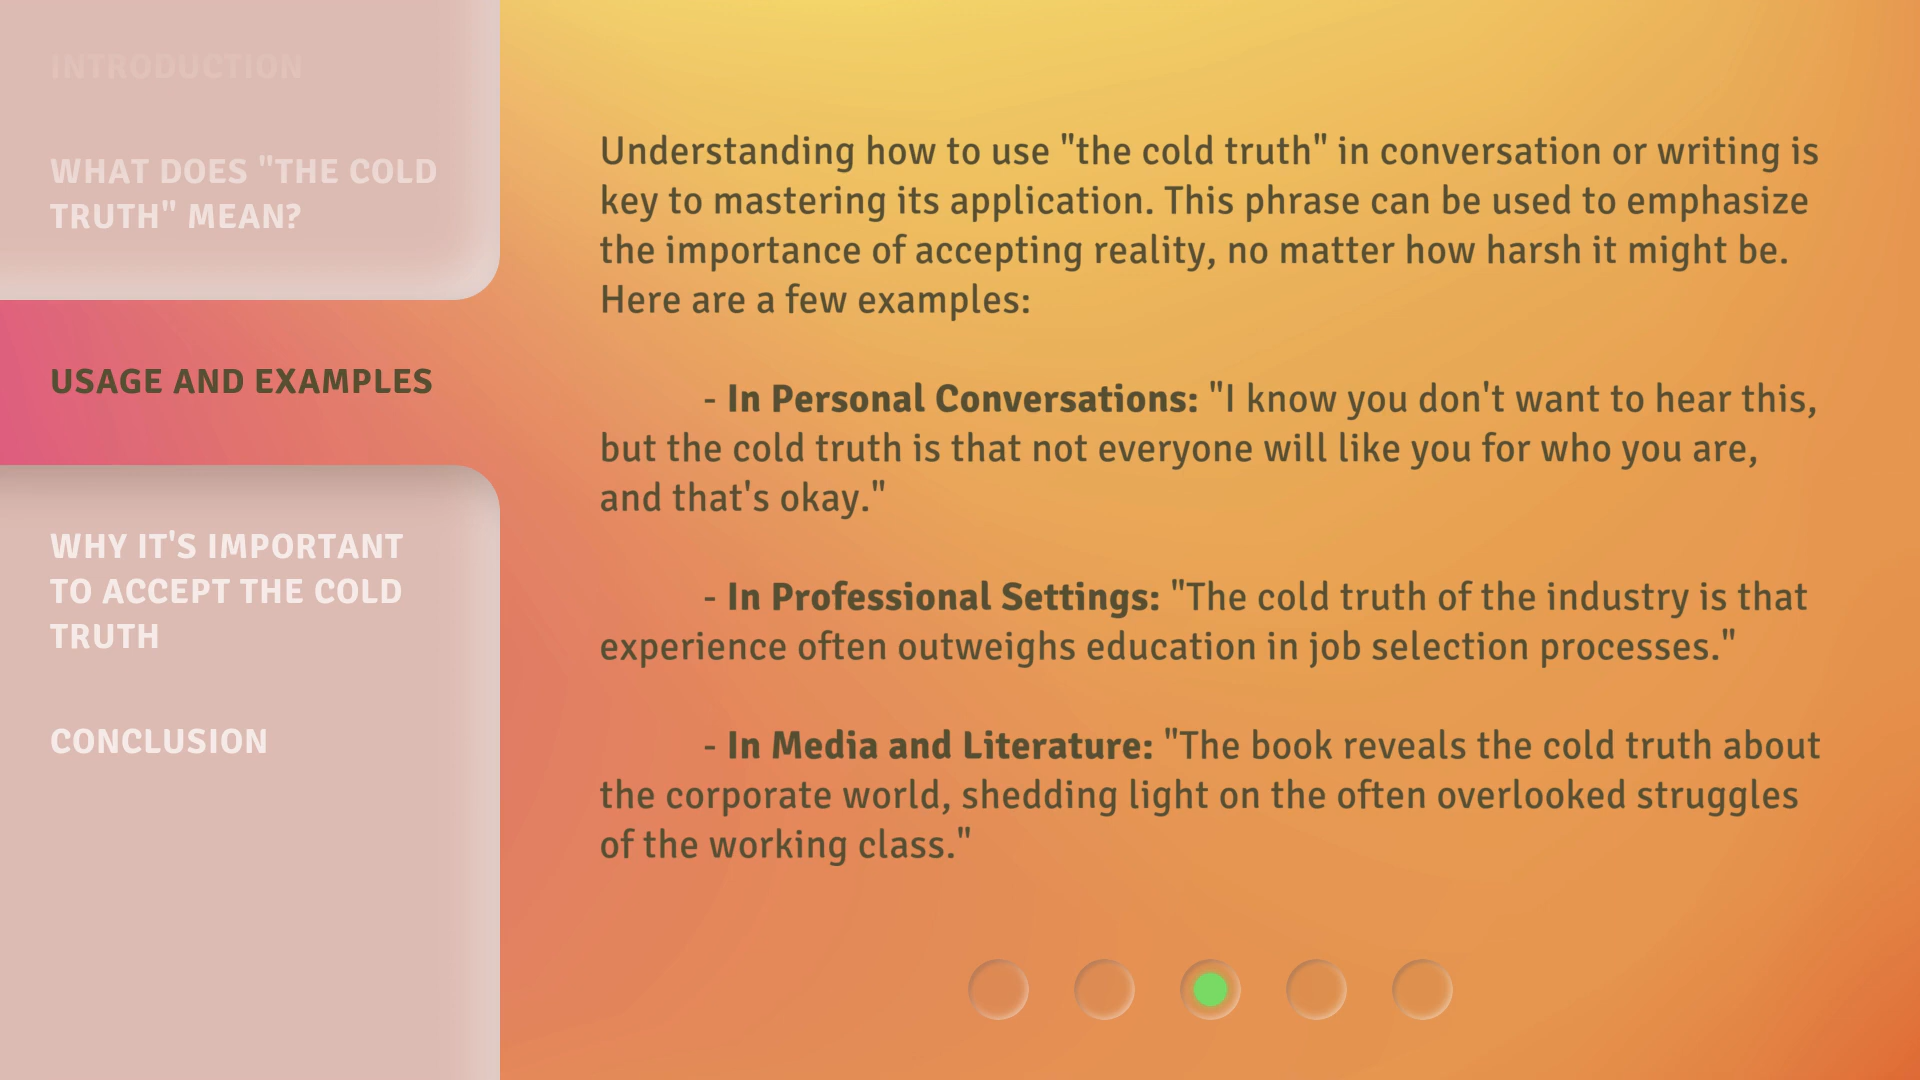 INTRODUCTION
WHAT DOES "THE COLD
TRUTH" MEAN?
USAGE AND EXAMPLES
WHY IT'S IMPORTANT
TO ACCEPT THE COLD
TRUTH
CONCLUSION
Understanding how to use "the cold truth" in conversation or writing is
key to mastering its application. This phrase can be used to emphasize
the importance of accepting reality, no matter how harsh it might be.
Here are a few examples:
- In Personal Conversations: "I know you don't want to hear this,
but the cold truth is that not everyone will like you for who you are,
and that's okay."
- In Professional Settings: "The cold truth of the industry is that
experience often outweighs education in job selection processes."
- In Media and Literature: "The book reveals the cold truth about
the corporate world, shedding light on the often overlooked struggles
of the working class."